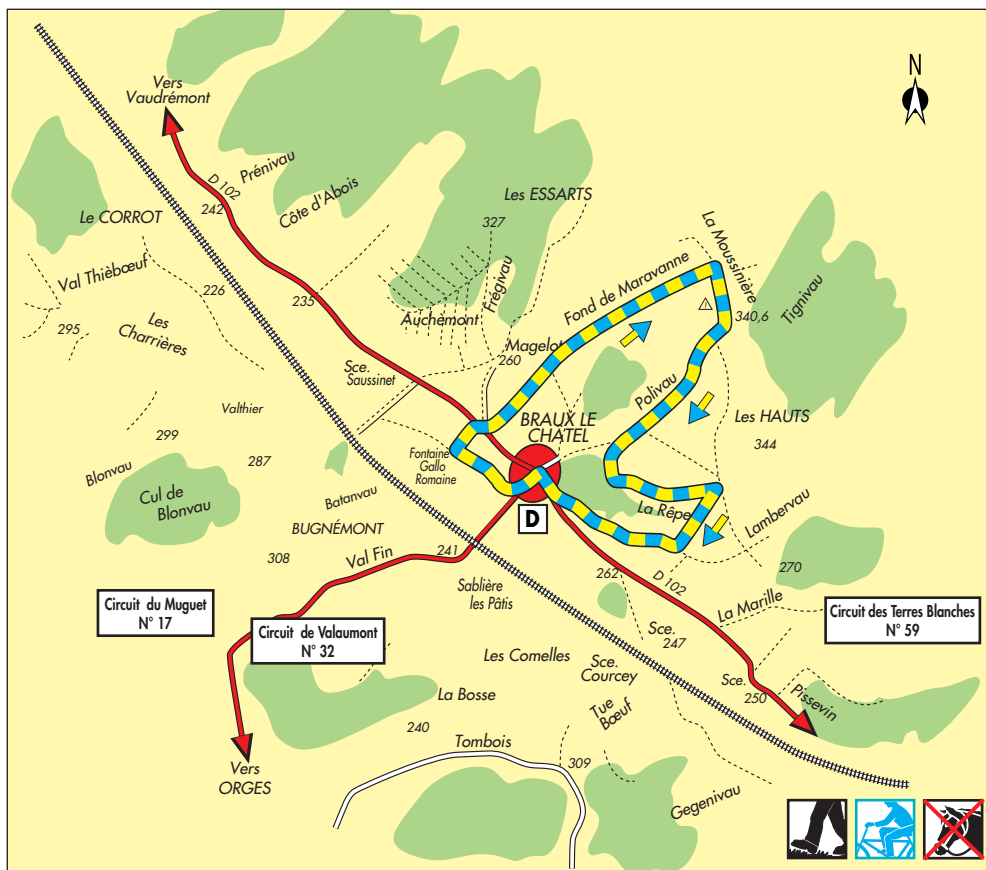 N
Vers
Vaudrémont
D 102
242
Prénivau
Côte d'Abois
Les ESSARTS
327
Le CORROT
Val Thièbœuf
226
235
295
Les
Charrières
Auchemont
Frégivau
Magelot
260
Fond de Maravanne
La Moussinière
340,6
Tignivau
Sce.
Saussinet
Polivau
Valthier
BRAUX LE
CHATEL
Les HAUTS
344
299
Blonvau
287
Fontaine
Gallo
Romaine
Cul de
Blonvau
Batanvau
D
La Rêpe
Lambervau
BUGNÉMONT
308
Val Fin
241
262
D 102
270
Sablière
les Pâtis
La Marille
Circuit du Muguet
N° 17
Circuit de Valaumont
N° 32
Circuit des Terres Blanches
N° 59
Sce.
247
Les Comelles
Sce.
Courcey
Sce.
250
Pissevin
La Bosse
Tue
Bœuf
240
Tombois
309
Vers
ORGES
Gegenivau